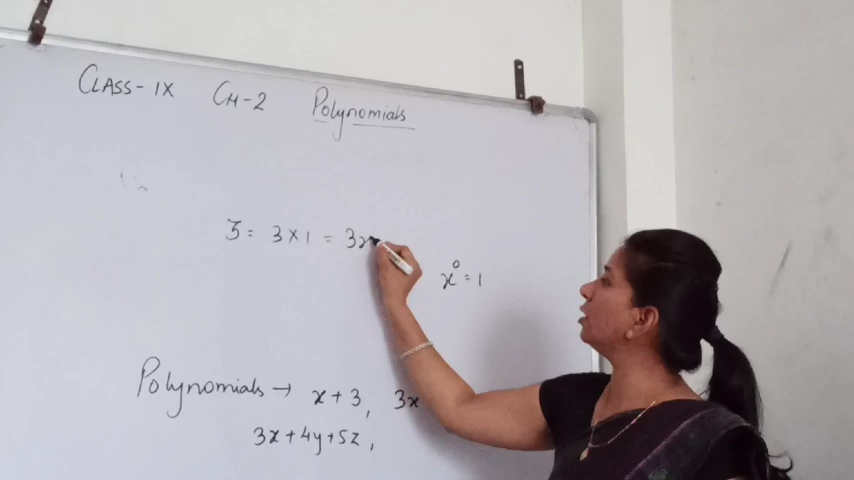 CLASS-IX CH-2 Polynomials
3 = 3 × 1 = 3x
x⁰ = 1
Polynomials → x + 3, 3x
3x + 4y + 5z,